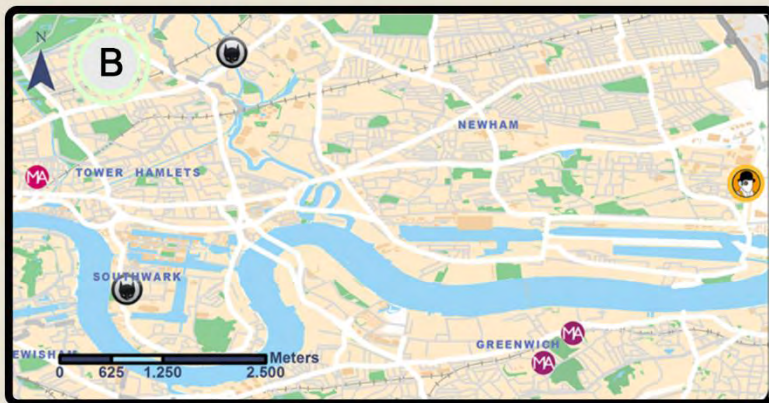 N
B
NEWHAM
MA
TOWER HAMLETS
SOUTHWARK
GREENWICH
MA
MA
EWISHAM
Meters
0 625 1.250 2.500